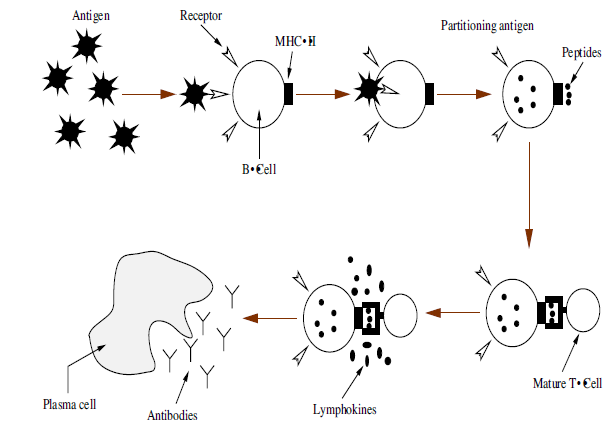 Antigen
Receptor
MHC•II
Partitioning antigen
Peptides
B•Cell
Mature T•Cell
Lymphokines
Plasma cell
Antibodies